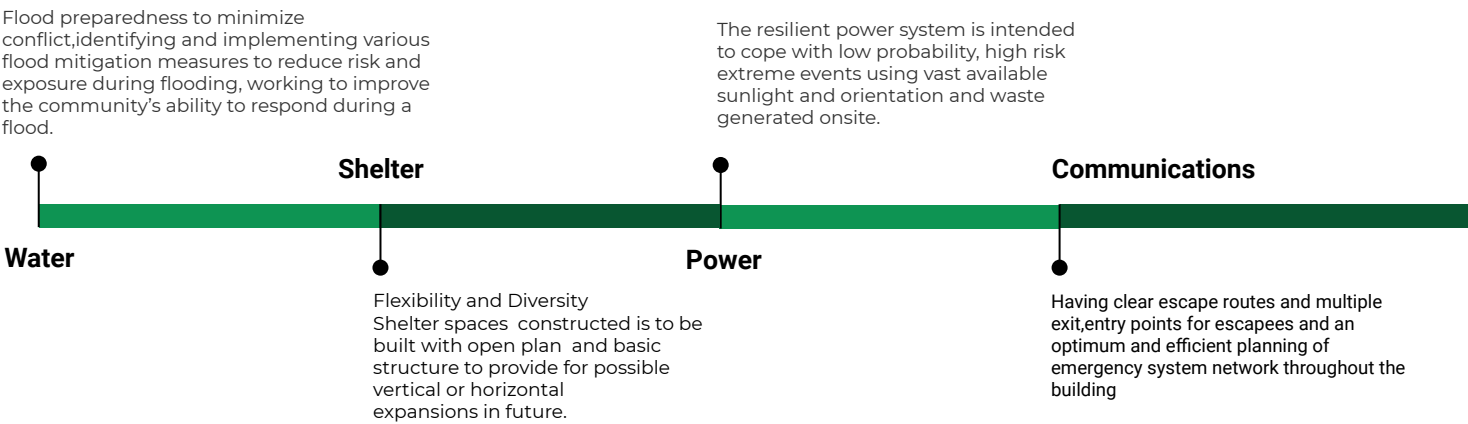 Flood preparedness to minimize
conflict,identifying and implementing various
flood mitigation measures to reduce risk and
exposure during flooding, working to improve
the community’s ability to respond during a
flood.
Water
Shelter
Flexibility and Diversity
Shelter spaces constructed is to be
built with open plan and basic
structure to provide for possible
vertical or horizontal
expansions in future.
The resilient power system is intended
to cope with low probability, high risk
extreme events using vast available
sunlight and orientation and waste
generated onsite.
Power
Communications
Having clear escape routes and multiple
exit,entry points for escapees and an
optimum and efficient planning of
emergency system network throughout the
building